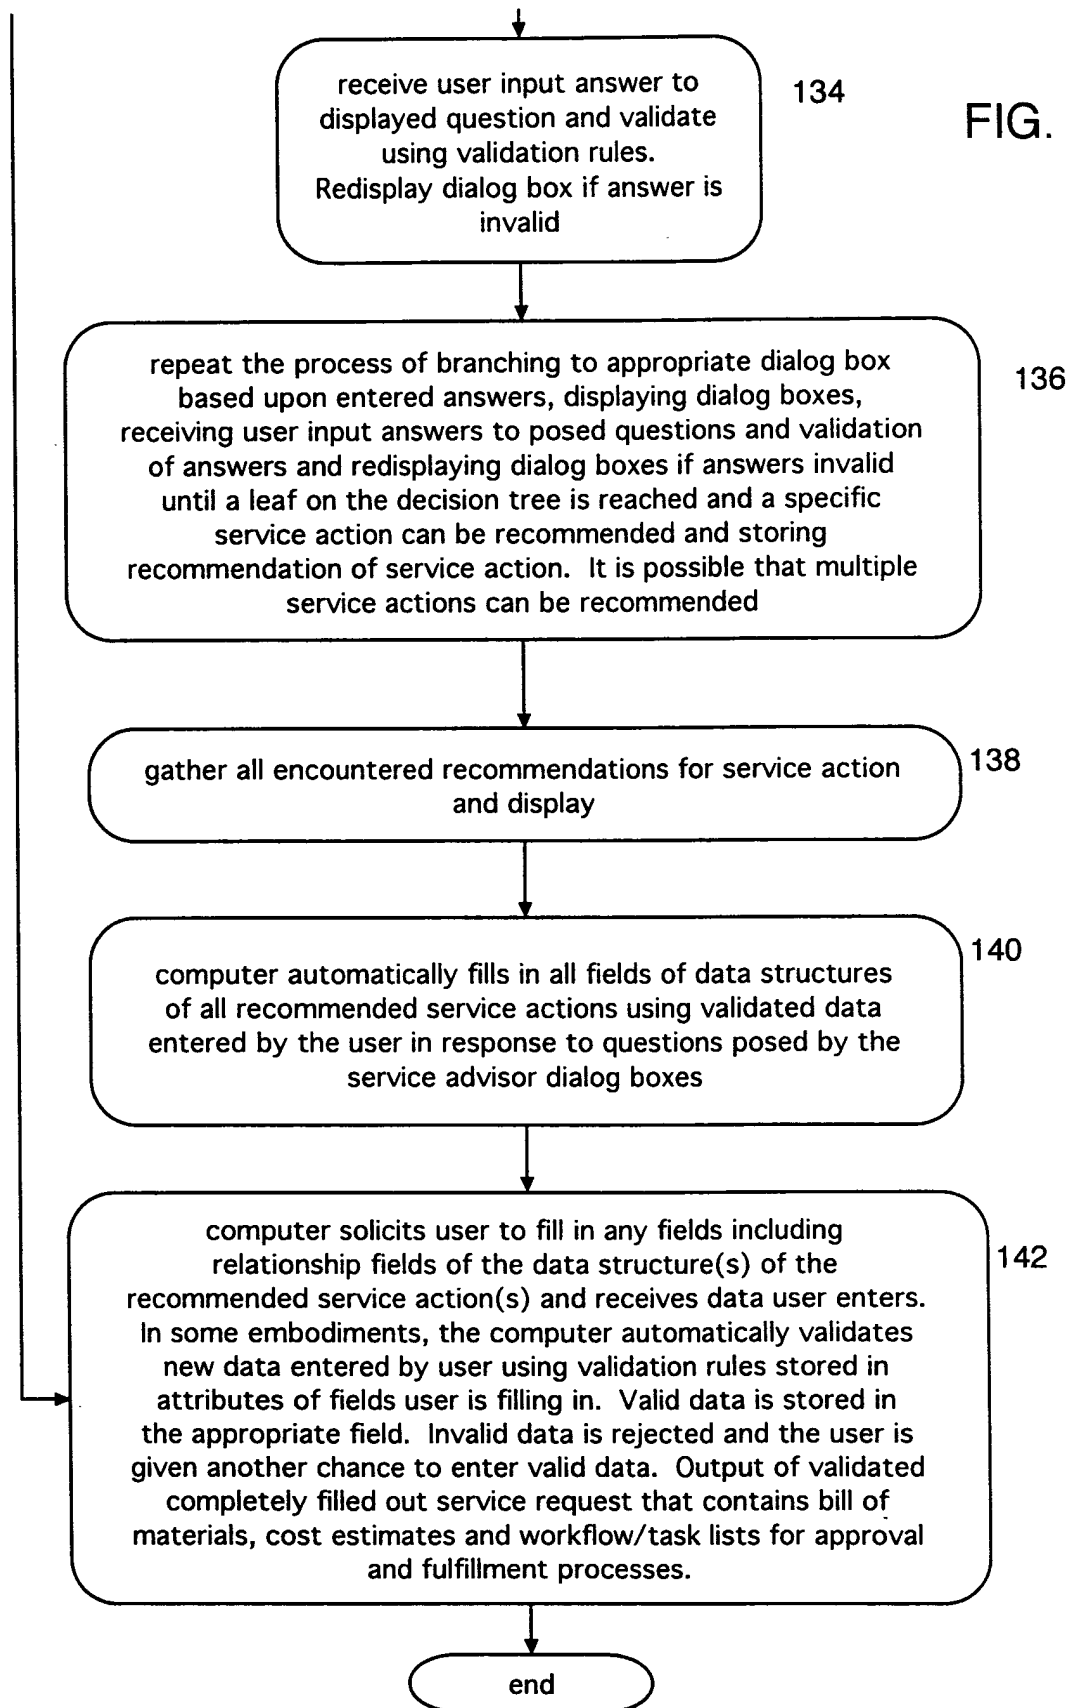 receive user input answer to
displayed question and validate
using validation rules.
Redisplay dialog box if answer is
invalid
134
FIG.
repeat the process of branching to appropriate dialog box
based upon entered answers, displaying dialog boxes,
receiving user input answers to posed questions and validation
of answers and redisplaying dialog boxes if answers invalid
until a leaf on the decision tree is reached and a specific
service action can be recommended and storing
recommendation of service action. It is possible that multiple
service actions can be recommended
136
gather all encountered recommendations for service action
and display
138
computer automatically fills in all fields of data structures
of all recommended service actions using validated data
entered by the user in response to questions posed by the
service advisor dialog boxes
140
computer solicits user to fill in any fields including
relationship fields of the data structure(s) of the
recommended service action(s) and receives data user enters.
In some embodiments, the computer automatically validates
new data entered by user using validation rules stored in
attributes of fields user is filling in. Valid data is stored in
the appropriate field. Invalid data is rejected and the user is
given another chance to enter valid data. Output of validated
completely filled out service request that contains bill of
materials, cost estimates and workflow/task lists for approval
and fulfillment processes.
142
end